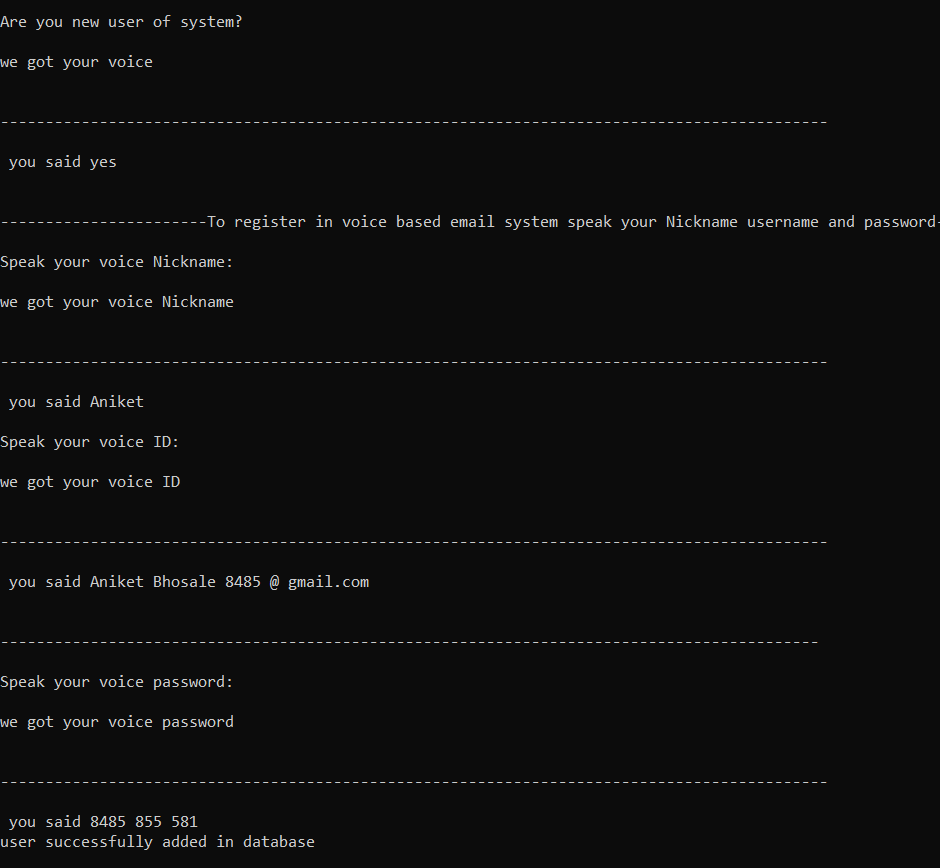 Are you new user of system?
we got your voice
--------------------------------------------------------------------------------------------
you said yes
-----------------------To register in voice based email system speak your Nickname username and password-
Speak your voice Nickname:
we got your voice Nickname
--------------------------------------------------------------------------------------------
you said Aniket
Speak your voice ID:
we got your voice ID
--------------------------------------------------------------------------------------------
you said Aniket Bhosale 8485 @ gmail.com
-------------------------------------------------------------------------------------------
Speak your voice password:
we got your voice password
--------------------------------------------------------------------------------------------
you said 8485 855 581
user successfully added in database